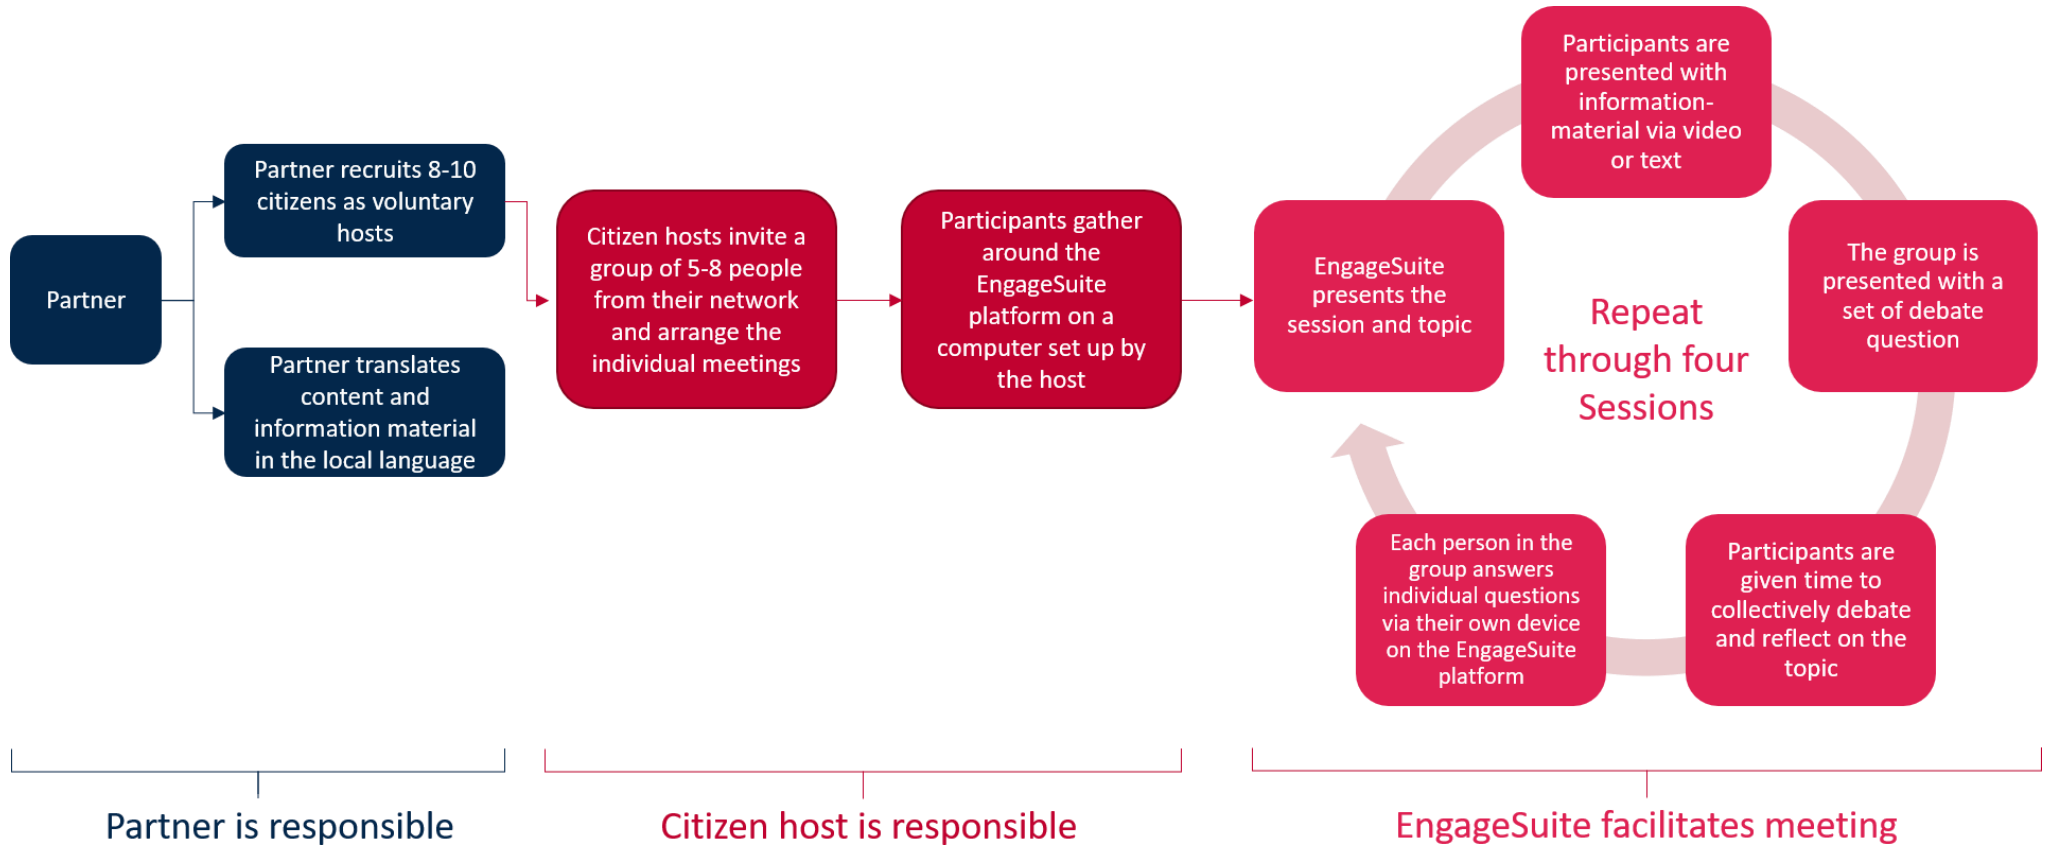 Partner
Partner recruits 8-10
citizens as voluntary
hosts
Partner translates
content and
information material
in the local language
Citizen hosts invite a
group of 5-8 people
from their network
and arrange the
individual meetings
Participants gather
around the
EngageSuite
platform on a
computer set up by
the host
EngageSuite
presents the
session and topic
Participants are
presented with
information-
material via video
or text
The group is
presented with a
set of debate
question
Participants are
given time to
collectively debate
and reflect on the
topic
Each person in the
group answers
individual questions
via their own device
on the EngageSuite
platform
Repeat
through four
Sessions
Partner is responsible
Citizen host is responsible
EngageSuite facilitates meeting